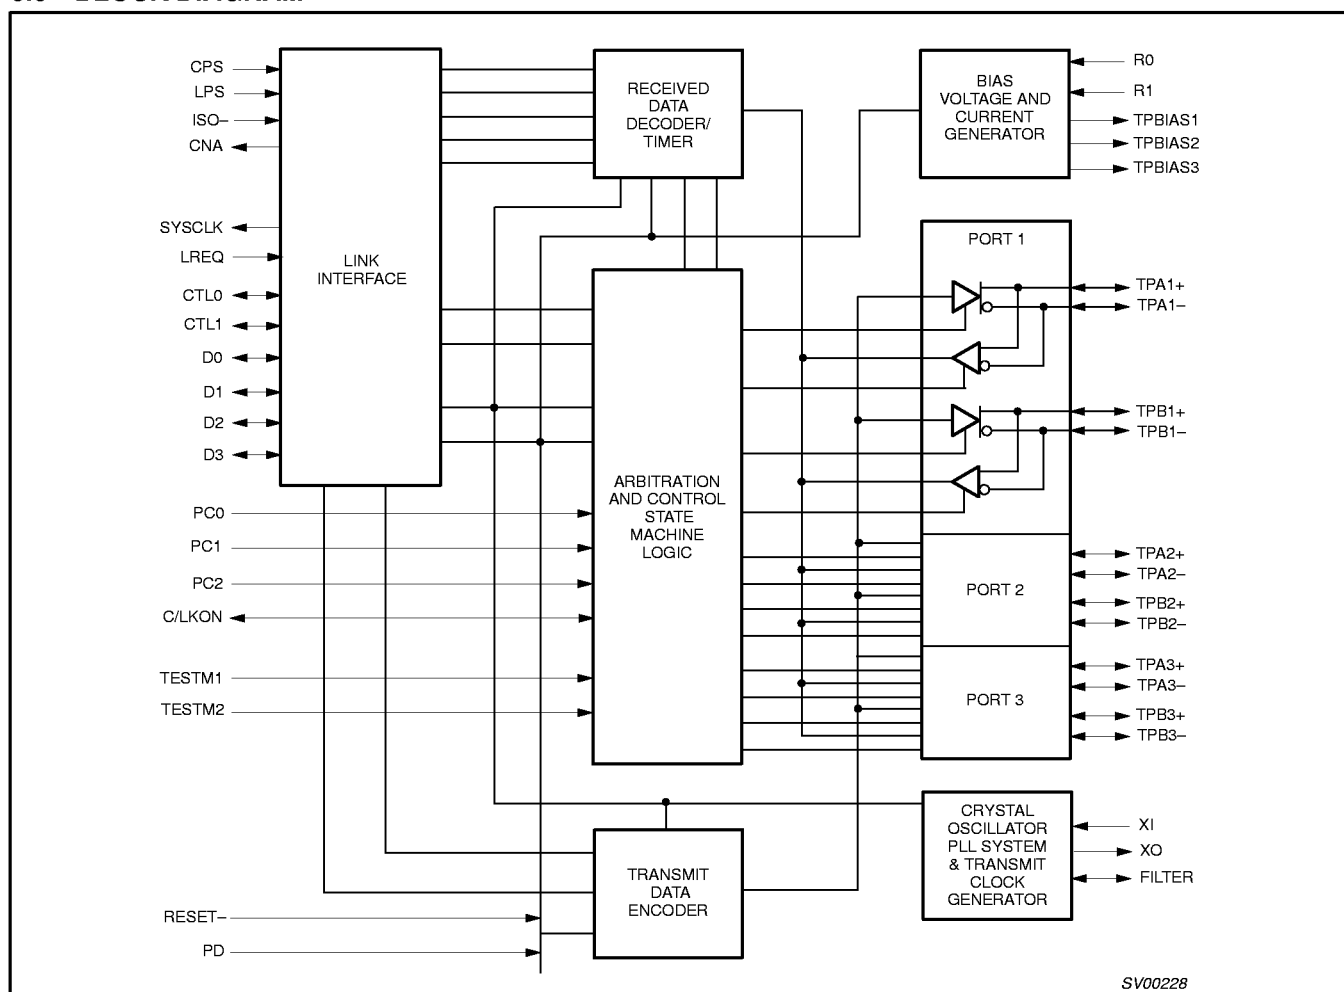 CPS
LPS
ISO–
CNA
SYSCLK
LREQ
CTL0
CTL1
D0
D1
D2
D3
PC0
PC1
PC2
C/LKON
TESTM1
TESTM2
RESET–
PD
LINK
INTERFACE
RECEIVED
DATA
DECODER/
TIMER
ARBITRATION
AND CONTROL
STATE
MACHINE
LOGIC
TRANSMIT
DATA
ENCODER
BIAS
VOLTAGE AND
CURRENT
GENERATOR
PORT 1
PORT 2
PORT 3
CRYSTAL
OSCILLATOR
PLL SYSTEM
& TRANSMIT
CLOCK
GENERATOR
R0
R1
TPBIAS1
TPBIAS2
TPBIAS3
TPA1+
TPA1–
TPB1+
TPB1–
TPA2+
TPA2–
TPB2+
TPB2–
TPA3+
TPA3–
TPB3+
TPB3–
XI
XO
FILTER
SV00228